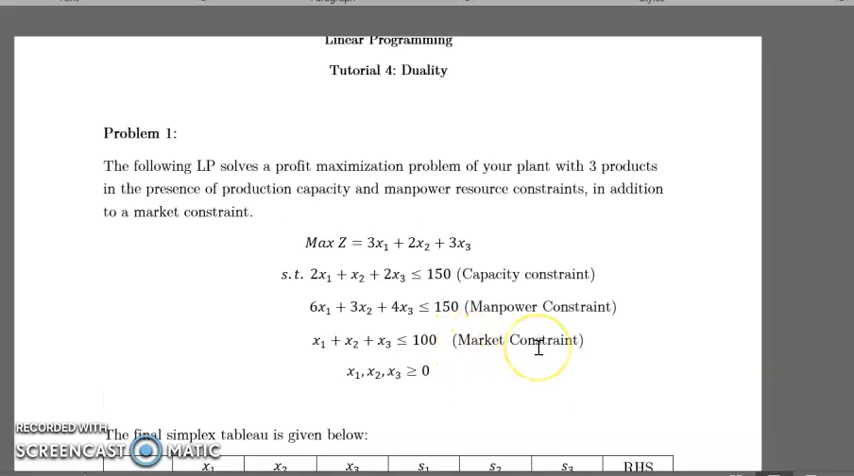 Linear Programming
Tutorial 4: Duality
Problem 1:
The following LP solves a profit maximization problem of your plant with 3 products
in the presence of production capacity and manpower resource constraints, in addition
to a market constraint.
Max Z = 3x₁ + 2x₂ + 3x₃
s.t. 2x₁ + x₂ + 2x₃ ≤ 150 (Capacity constraint)
6x₁ + 3x₂ + 4x₃ ≤ 150 (Manpower Constraint)
x₁ + x₂ + x₃ ≤ 100 (Market Constraint)
x₁, x₂, x₃ ≥ 0
RECORDED WITH
SCREENCAST MATIC
The final simplex tableau is given below:
x₁ x₂ x₃ s₁ s₂ s₃ RHS